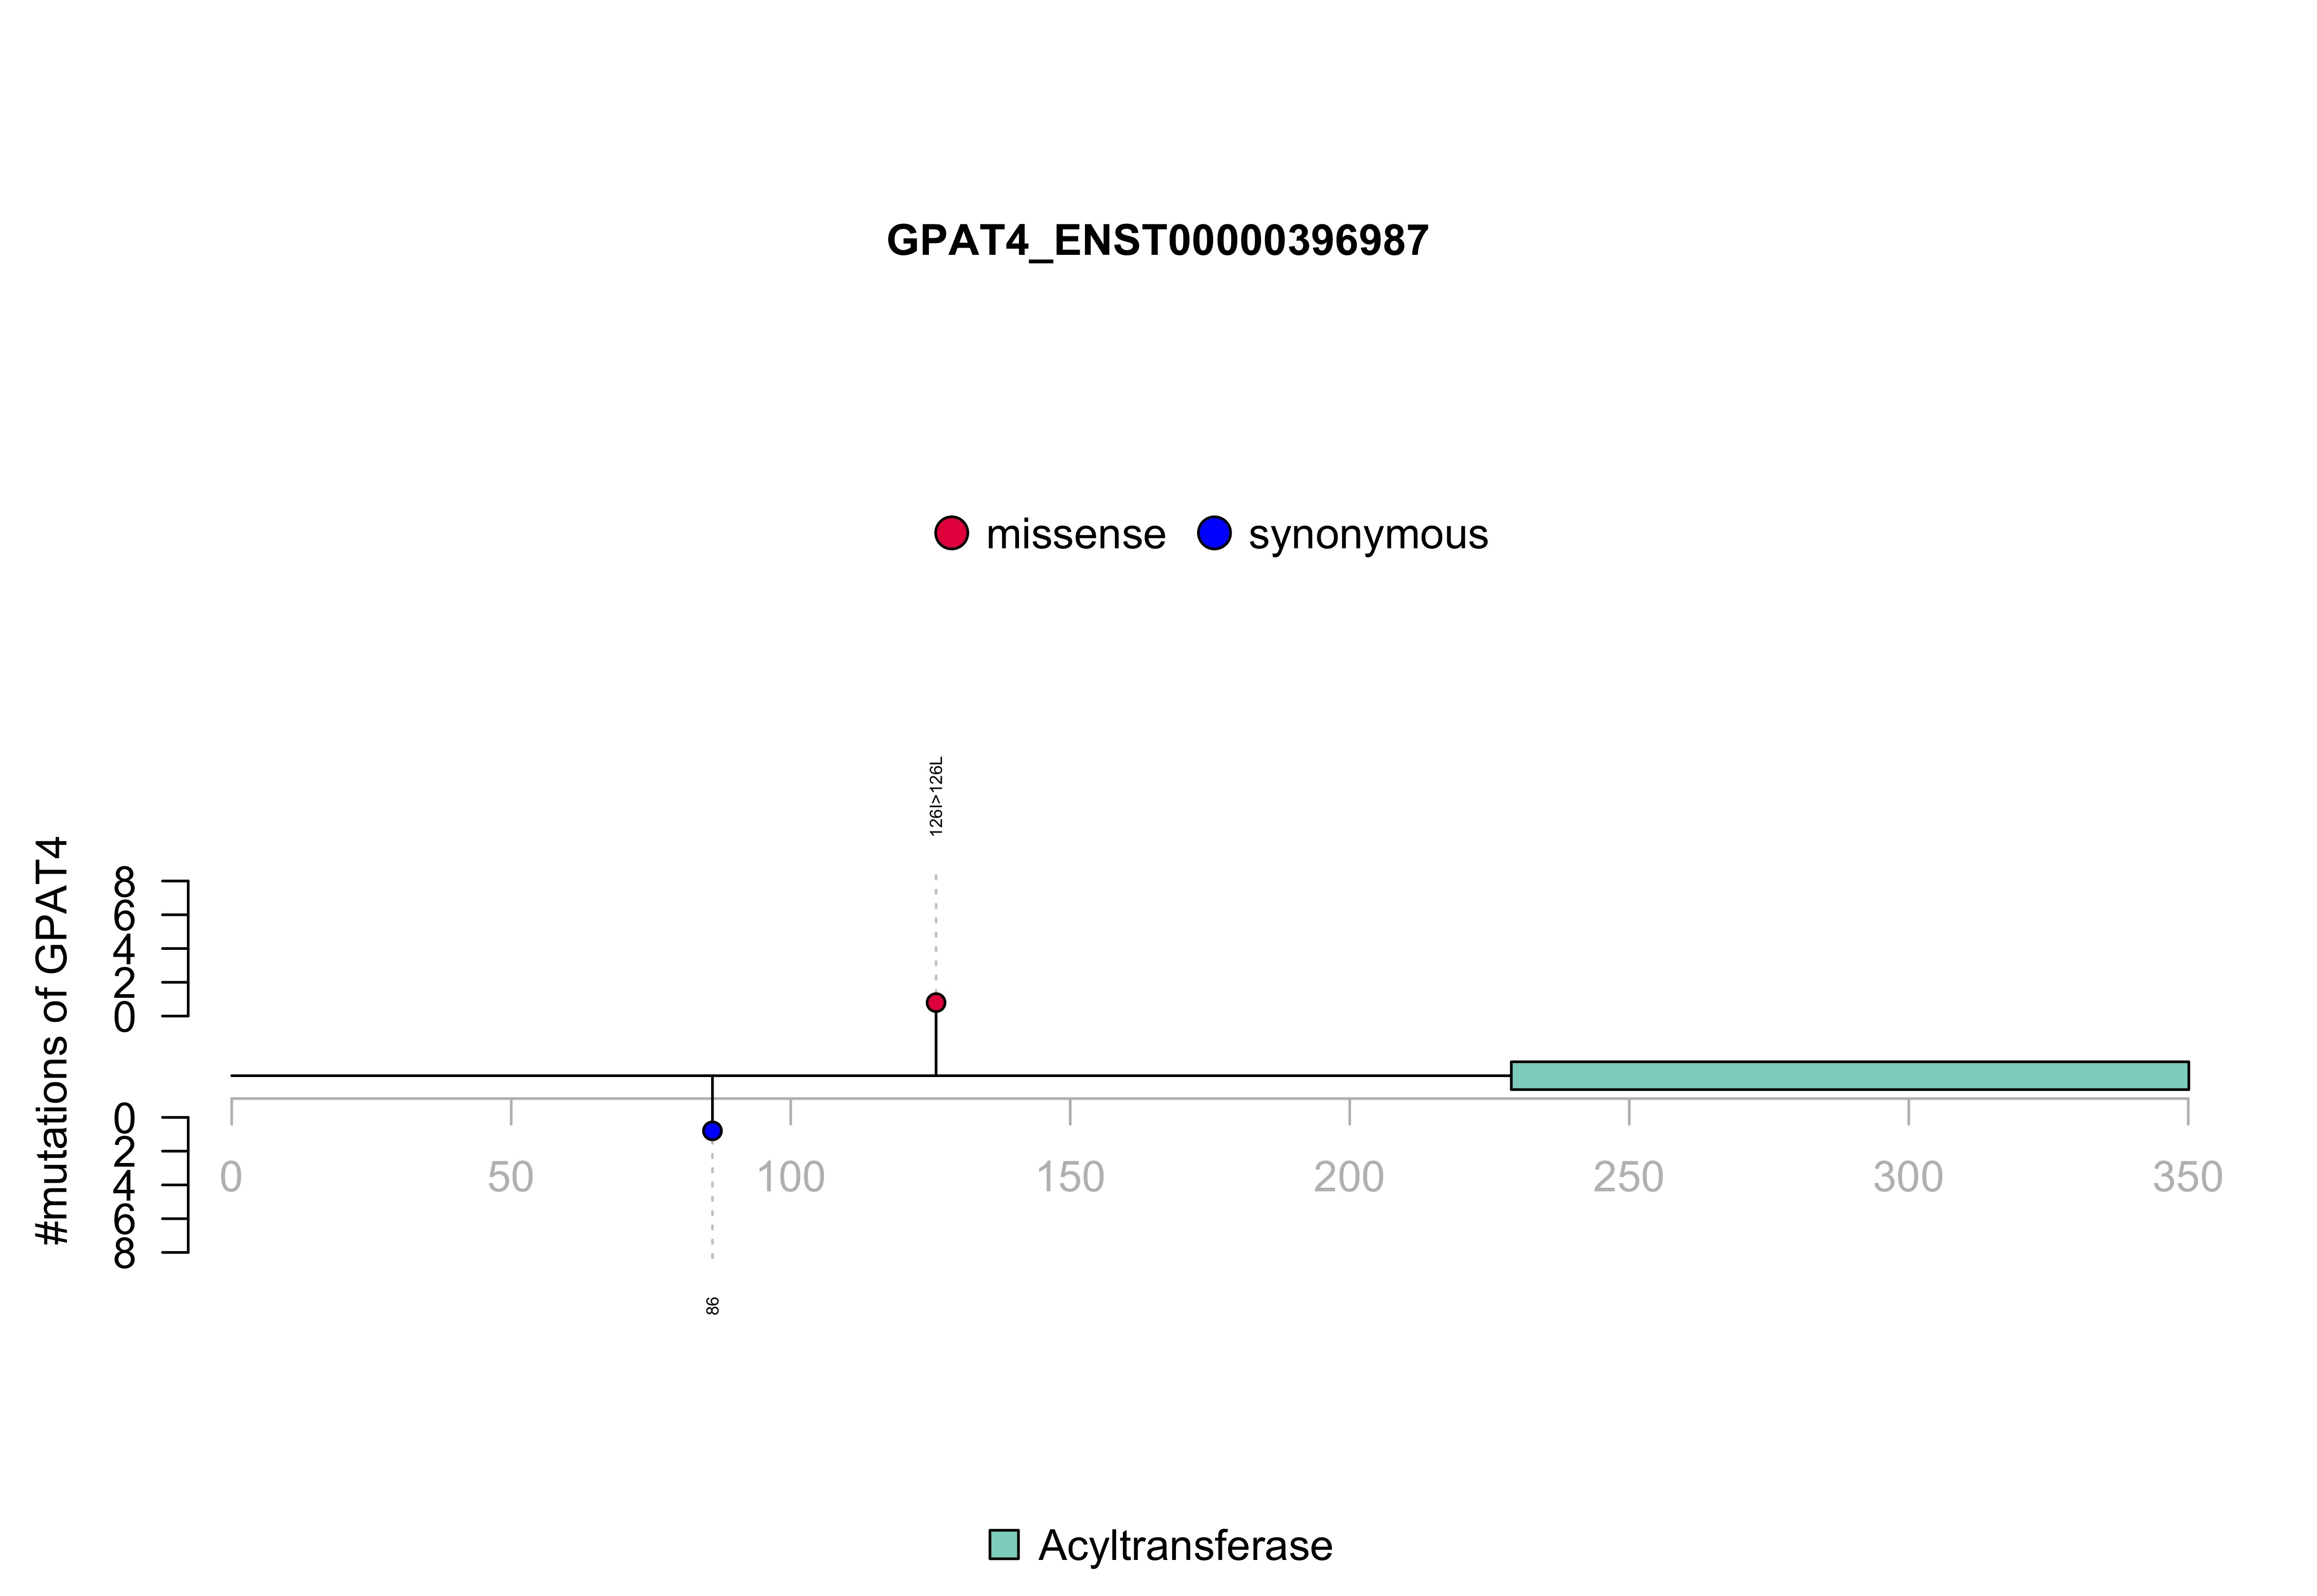 GPAT4_ENST00000396987
missense synonymous
126I>126L
#mutations of GPAT4
8
6
4
2
0
0
2
4
6
8
0 50 100 150 200 250 300 350
86
Acyltransferase